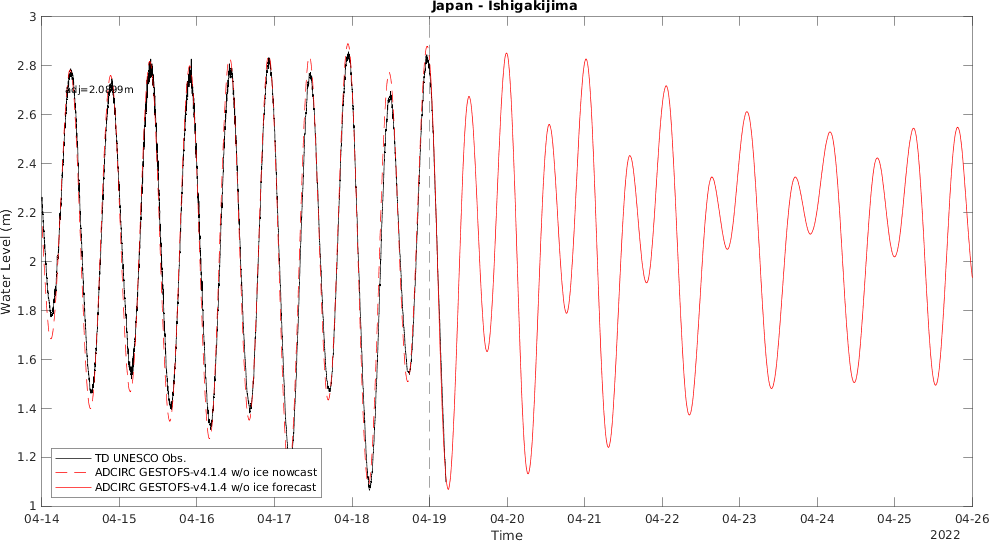 Japan - Ishigakijima
3
2.8
2.6
2.4
2.2
2
1.8
1.6
1.4
1.2
1
Water Level (m)
adj=2.0899m
TD UNESCO Obs.
ADCIRC GESTOFS-v4.1.4 w/o ice nowcast
ADCIRC GESTOFS-v4.1.4 w/o ice forecast
04-14 04-15 04-16 04-17 04-18 04-19 04-20 04-21 04-22 04-23 04-24 04-25 04-26
Time
2022